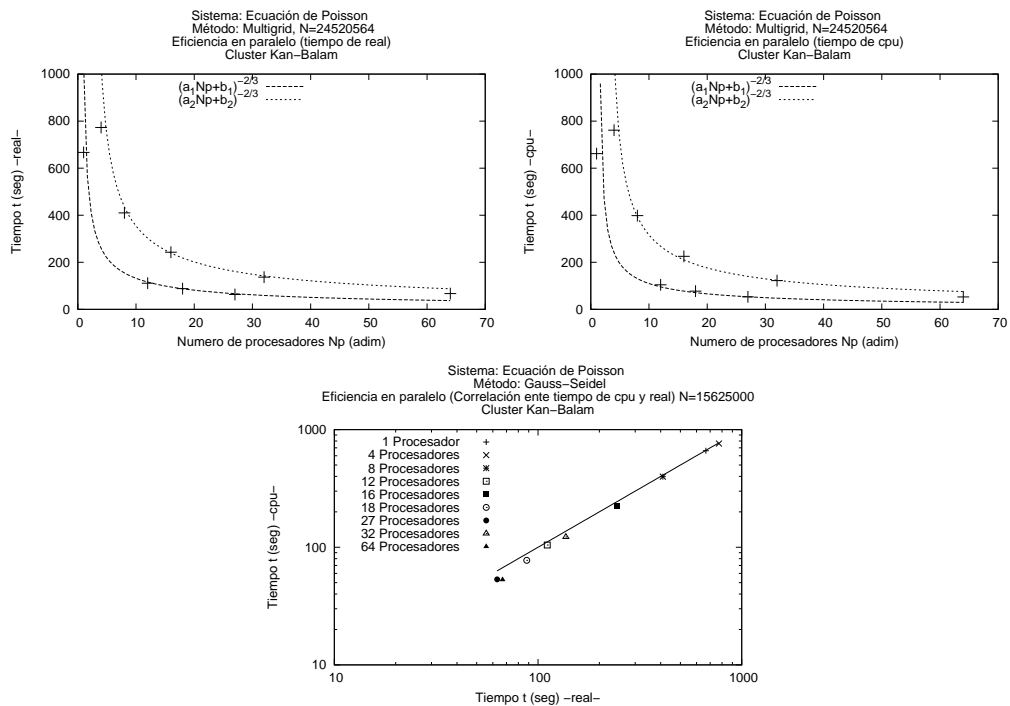 Sistema: Ecuación de Poisson
Método: Multigrid, N=24520564
Eficiencia en paralelo (tiempo de real)
Cluster Kan−Balam
(a1Np+b1)−2/3
(a2Np+b2)−2/3
1000
800
600
400
200
0
Tiempo t (seg) −real−
0 10 20 30 40 50 60 70
Numero de procesadores Np (adim)
Sistema: Ecuación de Poisson
Método: Multigrid, N=24520564
Eficiencia en paralelo (tiempo de cpu)
Cluster Kan−Balam
(a1Np+b1)−2/3
(a2Np+b2)−2/3
1000
800
600
400
200
0
Tiempo t (seg) −cpu−
0 10 20 30 40 50 60 70
Numero de procesadores Np (adim)
Sistema: Ecuación de Poisson
Método: Gauss−Seidel
Eficiencia en paralelo (Correlación ente tiempo de cpu y real) N=15625000
Cluster Kan−Balam
1 Procesador
4 Procesadores
8 Procesadores
12 Procesadores
16 Procesadores
18 Procesadores
27 Procesadores
32 Procesadores
64 Procesadores
1000
100
10
Tiempo t (seg) −cpu−
10 100 1000
Tiempo t (seg) −real−